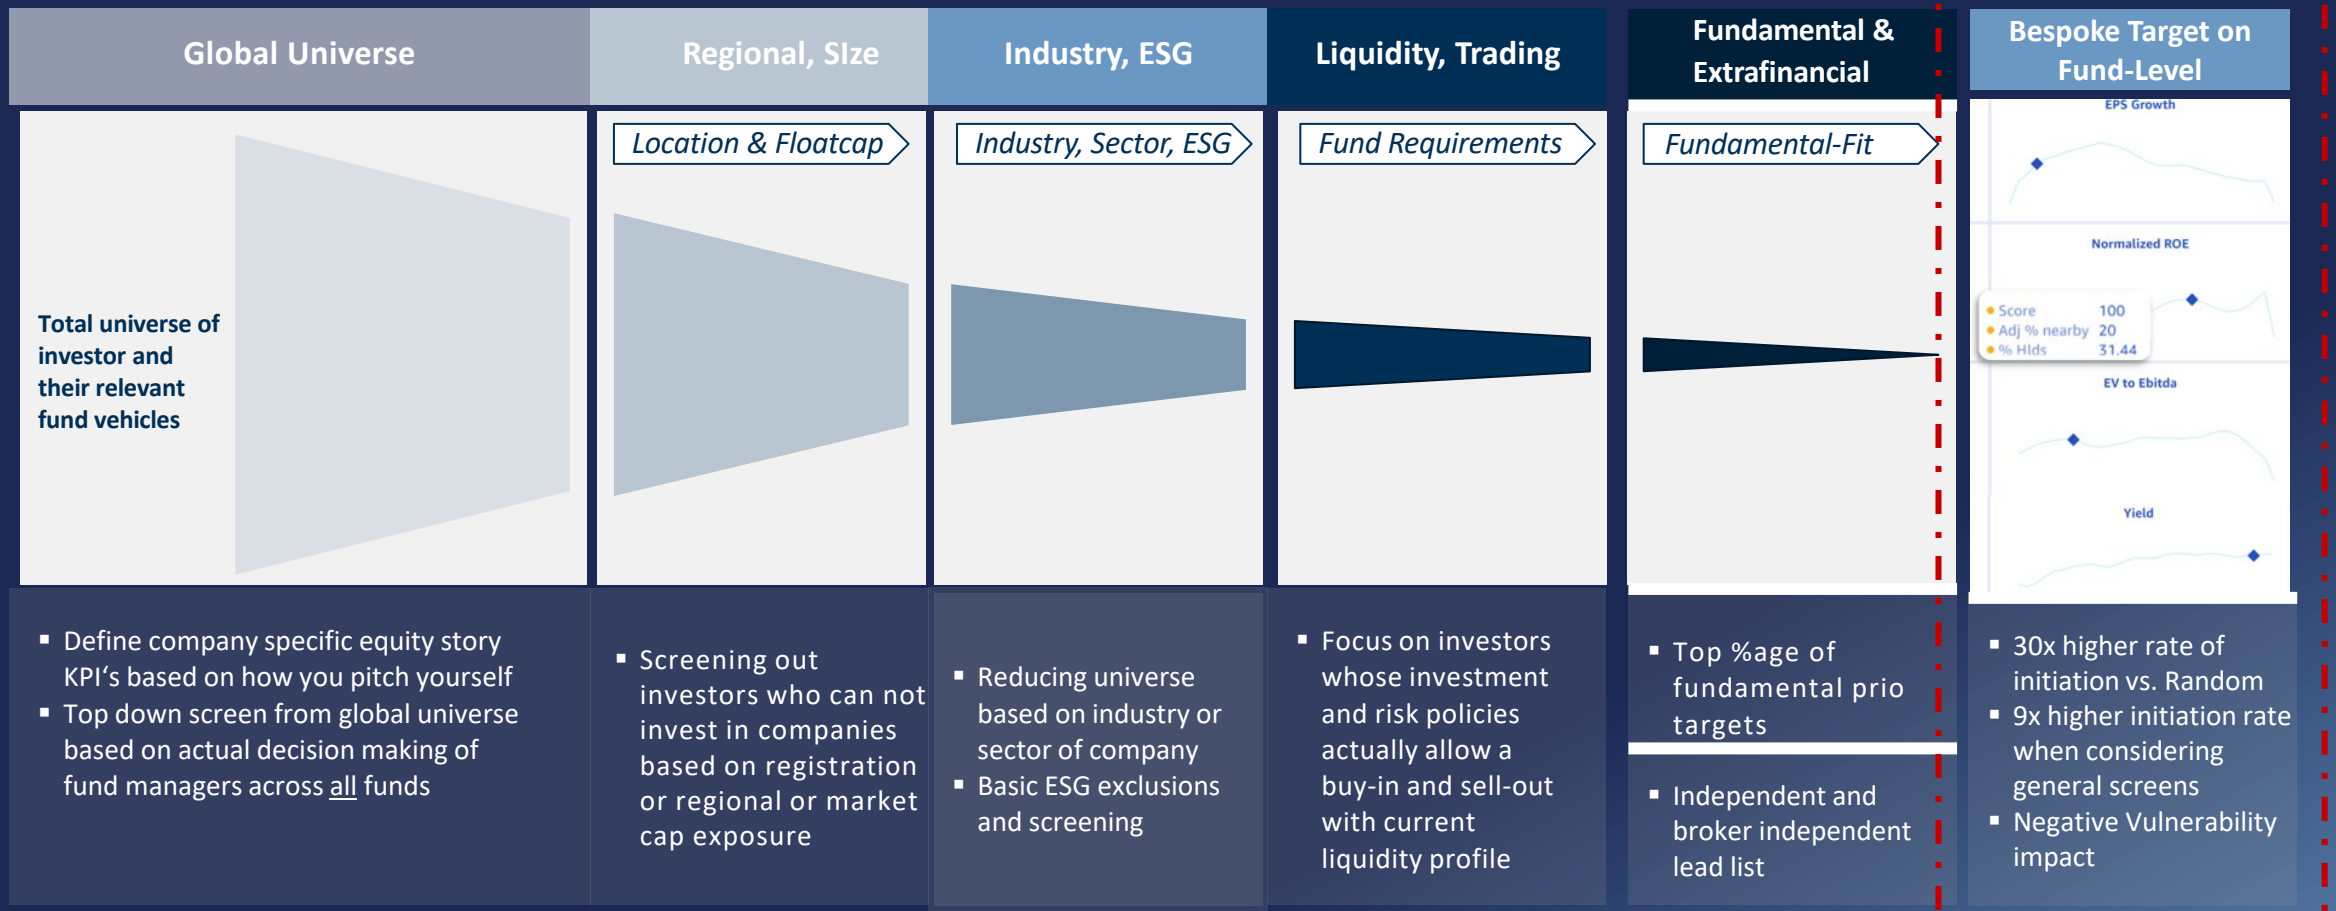 Global Universe
Regional, SIze
Industry, ESG
Liquidity, Trading
Fundamental &
Extrafinancial
Bespoke Target on
Fund-Level
Total universe of
investor and
their relevant
fund vehicles
Location & Floatcap
Industry, Sector, ESG
Fund Requirements
Fundamental-Fit
EPS Growth
Normalized ROE
Score 100
Adj % nearby 20
% Hlds 31.44
EV to Ebitda
Yield
▪ Define company specific equity story
KPI‘s based on how you pitch yourself
▪ Top down screen from global universe
based on actual decision making of
fund managers across all funds
▪ Screening out
investors who can not
invest in companies
based on registration
or regional or market
cap exposure
▪ Reducing universe
based on industry or
sector of company
▪ Basic ESG exclusions
and screening
▪ Focus on investors
whose investment
and risk policies
actually allow a
buy-in and sell-out
with current
liquidity profile
▪ Top %age of
fundamental prio
targets
▪ Independent and
broker independent
lead list
▪ 30x higher rate of
initiation vs. Random
▪ 9x higher initiation rate
when considering
general screens
▪ Negative Vulnerability
impact